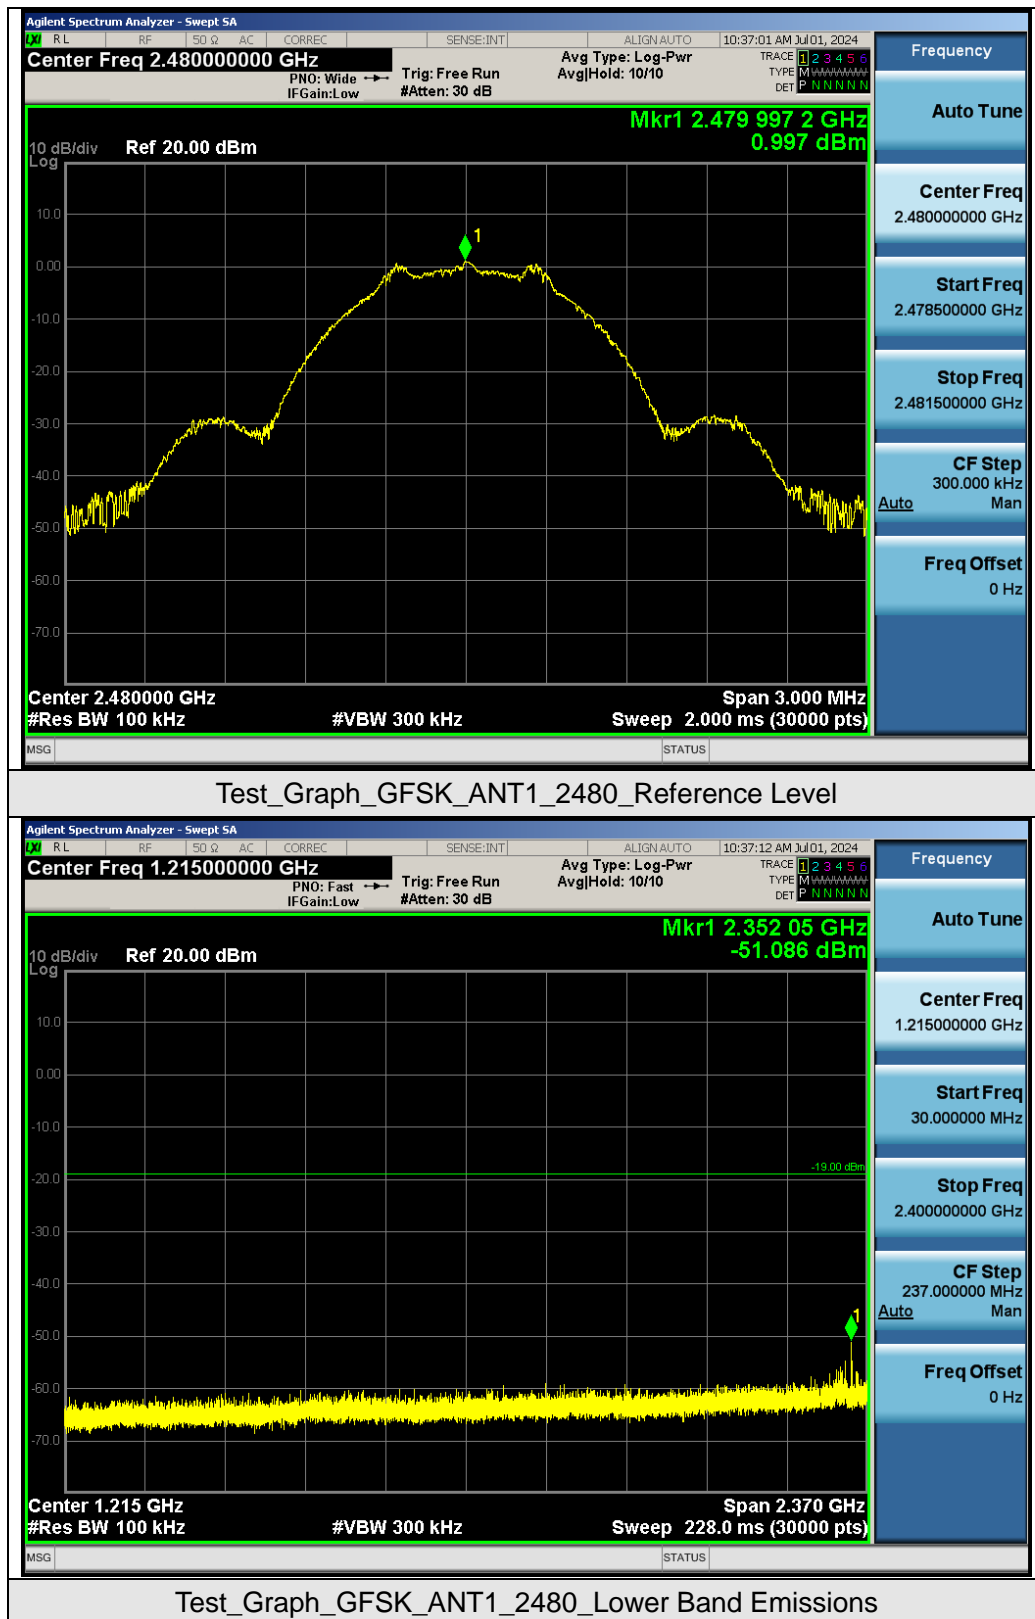 Agilent Spectrum Analyzer - Swept SA
LXI RL RF 50 Ω AC CORREC SENSE:INT ALIGN AUTO 10:37:01 AM Jul 01, 2024
Center Freq 2.480000000 GHz
PNO: Wide
IFGain:Low
Trig: Free Run
#Atten: 30 dB
Avg Type: Log-Pwr
Avg|Hold: 10/10
TRACE 1 2 3 4 5 6
TYPE M
DET P N N N N N
Mkr1 2.479 997 2 GHz
0.997 dBm
10 dB/div Ref 20.00 dBm
Log
1
10.0
0.00
-10.0
-20.0
-30.0
-40.0
-50.0
-60.0
-70.0
Center 2.480000 GHz Span 3.000 MHz
#Res BW 100 kHz #VBW 300 kHz Sweep 2.000 ms (30000 pts)
MSG STATUS
Frequency
Auto Tune
Center Freq
2.480000000 GHz
Start Freq
2.478500000 GHz
Stop Freq
2.481500000 GHz
CF Step
300.000 kHz
Auto Man
Freq Offset
0 Hz
Test_Graph_GFSK_ANT1_2480_Reference Level
Agilent Spectrum Analyzer - Swept SA
LXI RL RF 50 Ω AC CORREC SENSE:INT ALIGN AUTO 10:37:12 AM Jul 01, 2024
Center Freq 1.215000000 GHz
PNO: Fast
IFGain:Low
Trig: Free Run
#Atten: 30 dB
Avg Type: Log-Pwr
Avg|Hold: 10/10
TRACE 1 2 3 4 5 6
TYPE M
DET P N N N N N
Mkr1 2.352 05 GHz
-51.086 dBm
10 dB/div Ref 20.00 dBm
Log
10.0
0.00
-10.0
-19.00 dBm
-20.0
-30.0
-40.0
1
-50.0
-60.0
-70.0
Center 1.215 GHz Span 2.370 GHz
#Res BW 100 kHz #VBW 300 kHz Sweep 228.0 ms (30000 pts)
MSG STATUS
Frequency
Auto Tune
Center Freq
1.215000000 GHz
Start Freq
30.000000 MHz
Stop Freq
2.400000000 GHz
CF Step
237.000000 MHz
Auto Man
Freq Offset
0 Hz
Test_Graph_GFSK_ANT1_2480_Lower Band Emissions